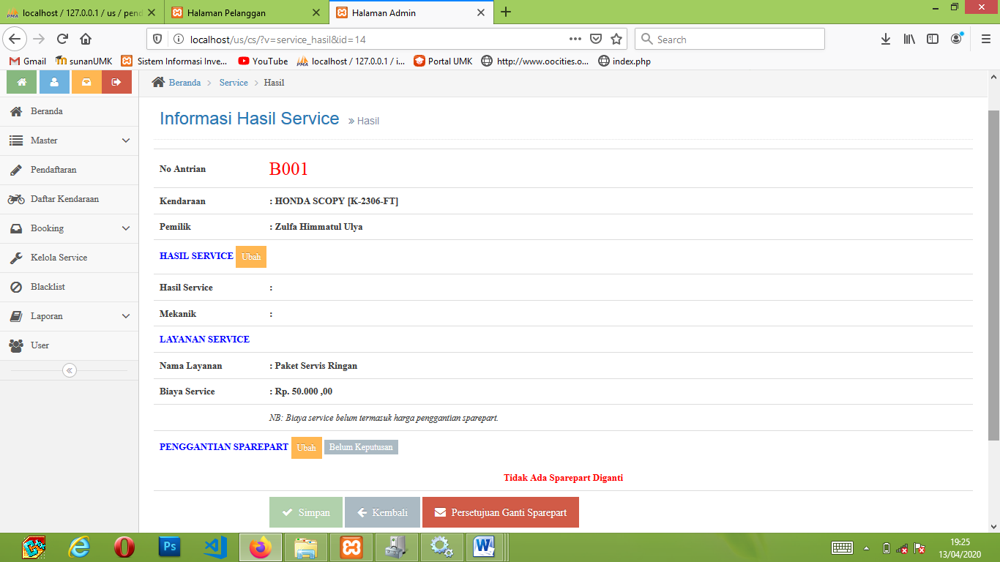 localhost / 127.0.0.1 / us / pend
Halaman Pelanggan
Halaman Admin
localhost/us/cs/?v=service_hasil&id=14
Search
Gmail
sunanUMK
Sistem Informasi Inve...
YouTube
localhost / 127.0.0.1 / i...
Portal UMK
http://www.oocities.o...
index.php
Beranda
Service
Hasil
Beranda
Master
Pendaftaran
Daftar Kendaraan
Booking
Kelola Service
Blacklist
Laporan
User
Informasi Hasil Service » Hasil
No Antrian B001
Kendaraan : HONDA SCOPY [K-2306-FT]
Pemilik : Zulfa Himmatul Ulya
HASIL SERVICE Ubah
Hasil Service :
Mekanik :
LAYANAN SERVICE
Nama Layanan : Paket Servis Ringan
Biaya Service : Rp. 50.000 ,00
NB: Biaya service belum termasuk harga penggantian sparepart.
PENGGANTIAN SPAREPART Ubah Belum Keputusan
Tidak Ada Sparepart Diganti
Simpan
Kembali
Persetujuan Ganti Sparepart
19:25
13/04/2020